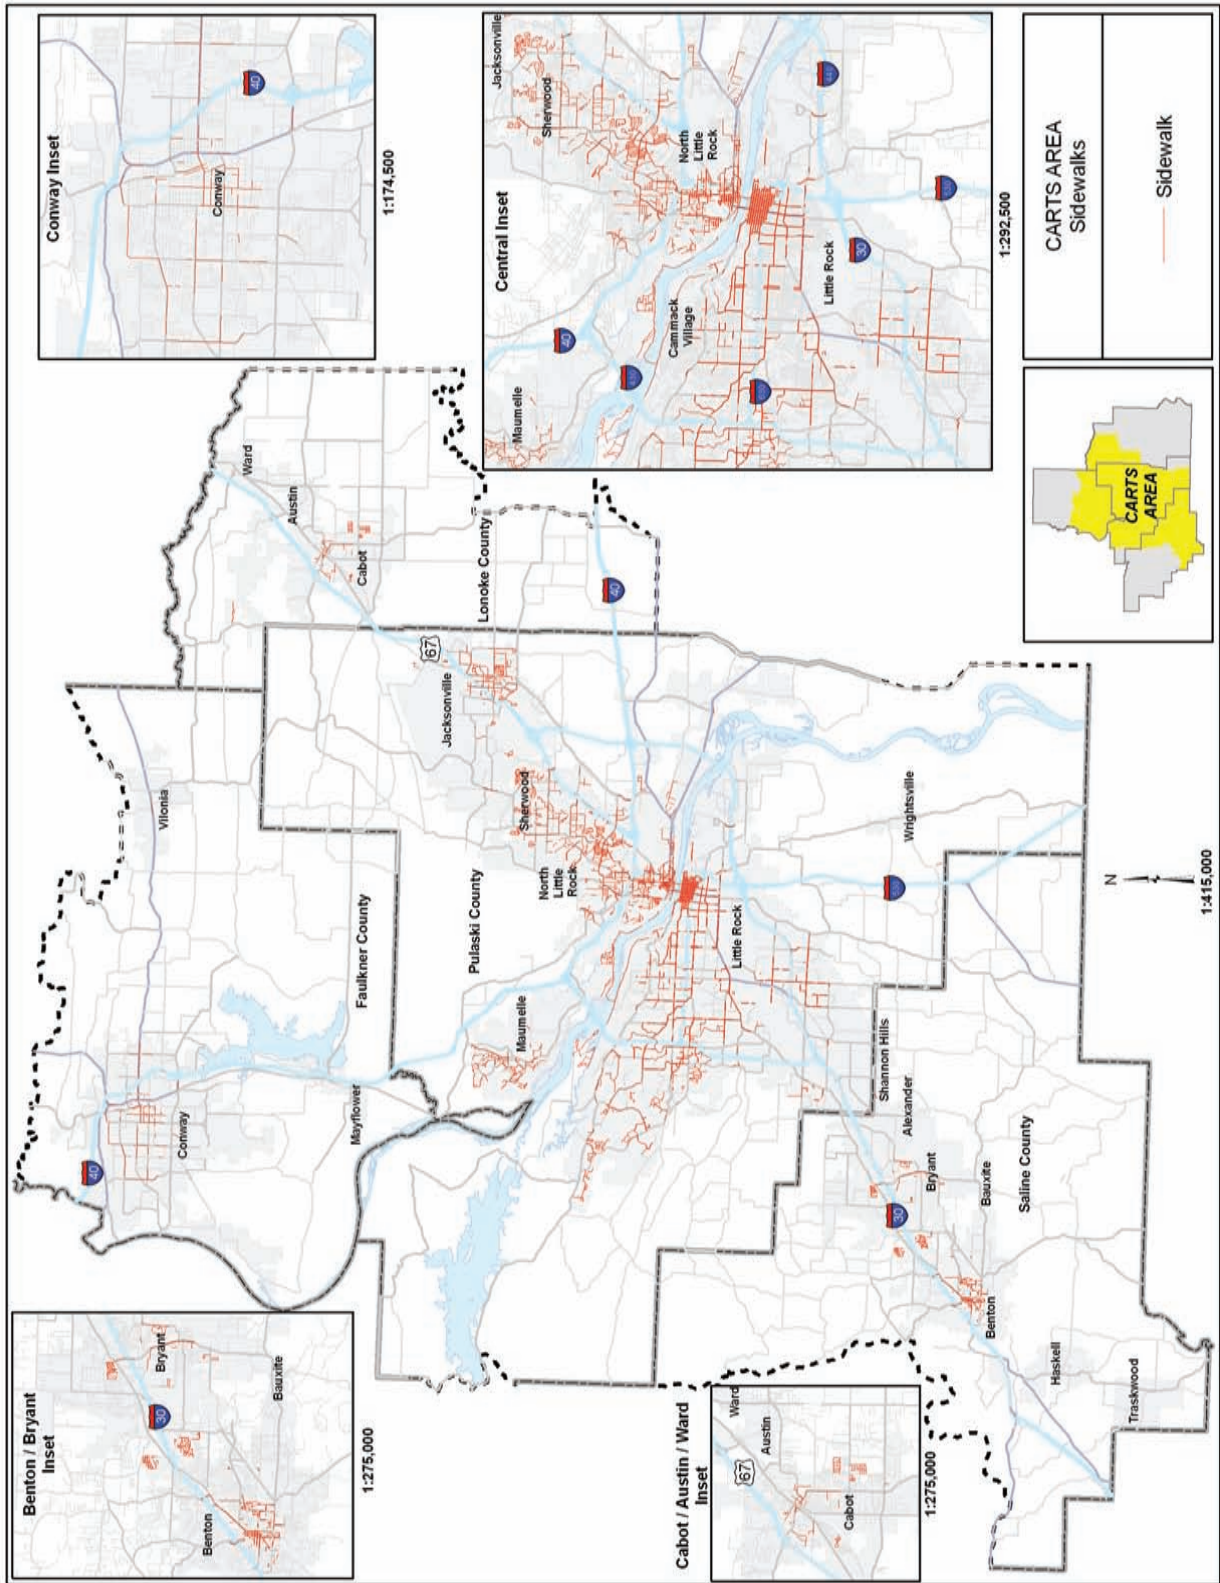 Benton / Bryant
Inset
Bryant
30
Bauxite
Benton
1:275,000
Conway Inset
40
Conway
1:174,500
Central Inset
Jacksonville
Sherwood
North
Little
Rock
Maumelle
40
Cammack
Village
Little Rock
30
1:292,500
Cabot / Austin / Ward
Inset
Ward
67
Austin
Cabot
1:275,000
40
Conway
Vilonia
Faulkner County
Mayflower
Ward
Austin
Cabot
Lonoke County
40
67
Jacksonville
Sherwood
Pulaski County
North
Little
Rock
Maumelle
Little Rock
Wrightsville
Shannon Hills
Alexander
Bryant
30
Bauxite
Saline County
Benton
Haskell
Traskwood
N
1:415,000
CARTS
AREA
CARTS AREA
Sidewalks
Sidewalk